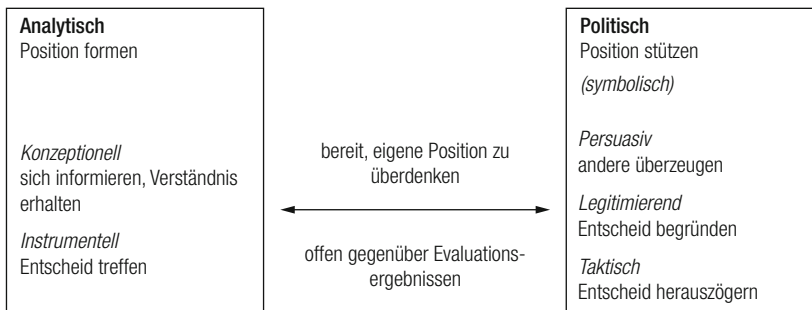 Analytisch
Position formen
Konzeptionell
sich informieren, Verständnis
erhalten
Instrumentell
Entscheid treffen
bereit, eigene Position zu
überdenken
offen gegenüber Evaluations-
ergebnissen
Politisch
Position stützen
(symbolisch)
Persuasiv
andere überzeugen
Legitimierend
Entscheid begründen
Taktisch
Entscheid herauszögern